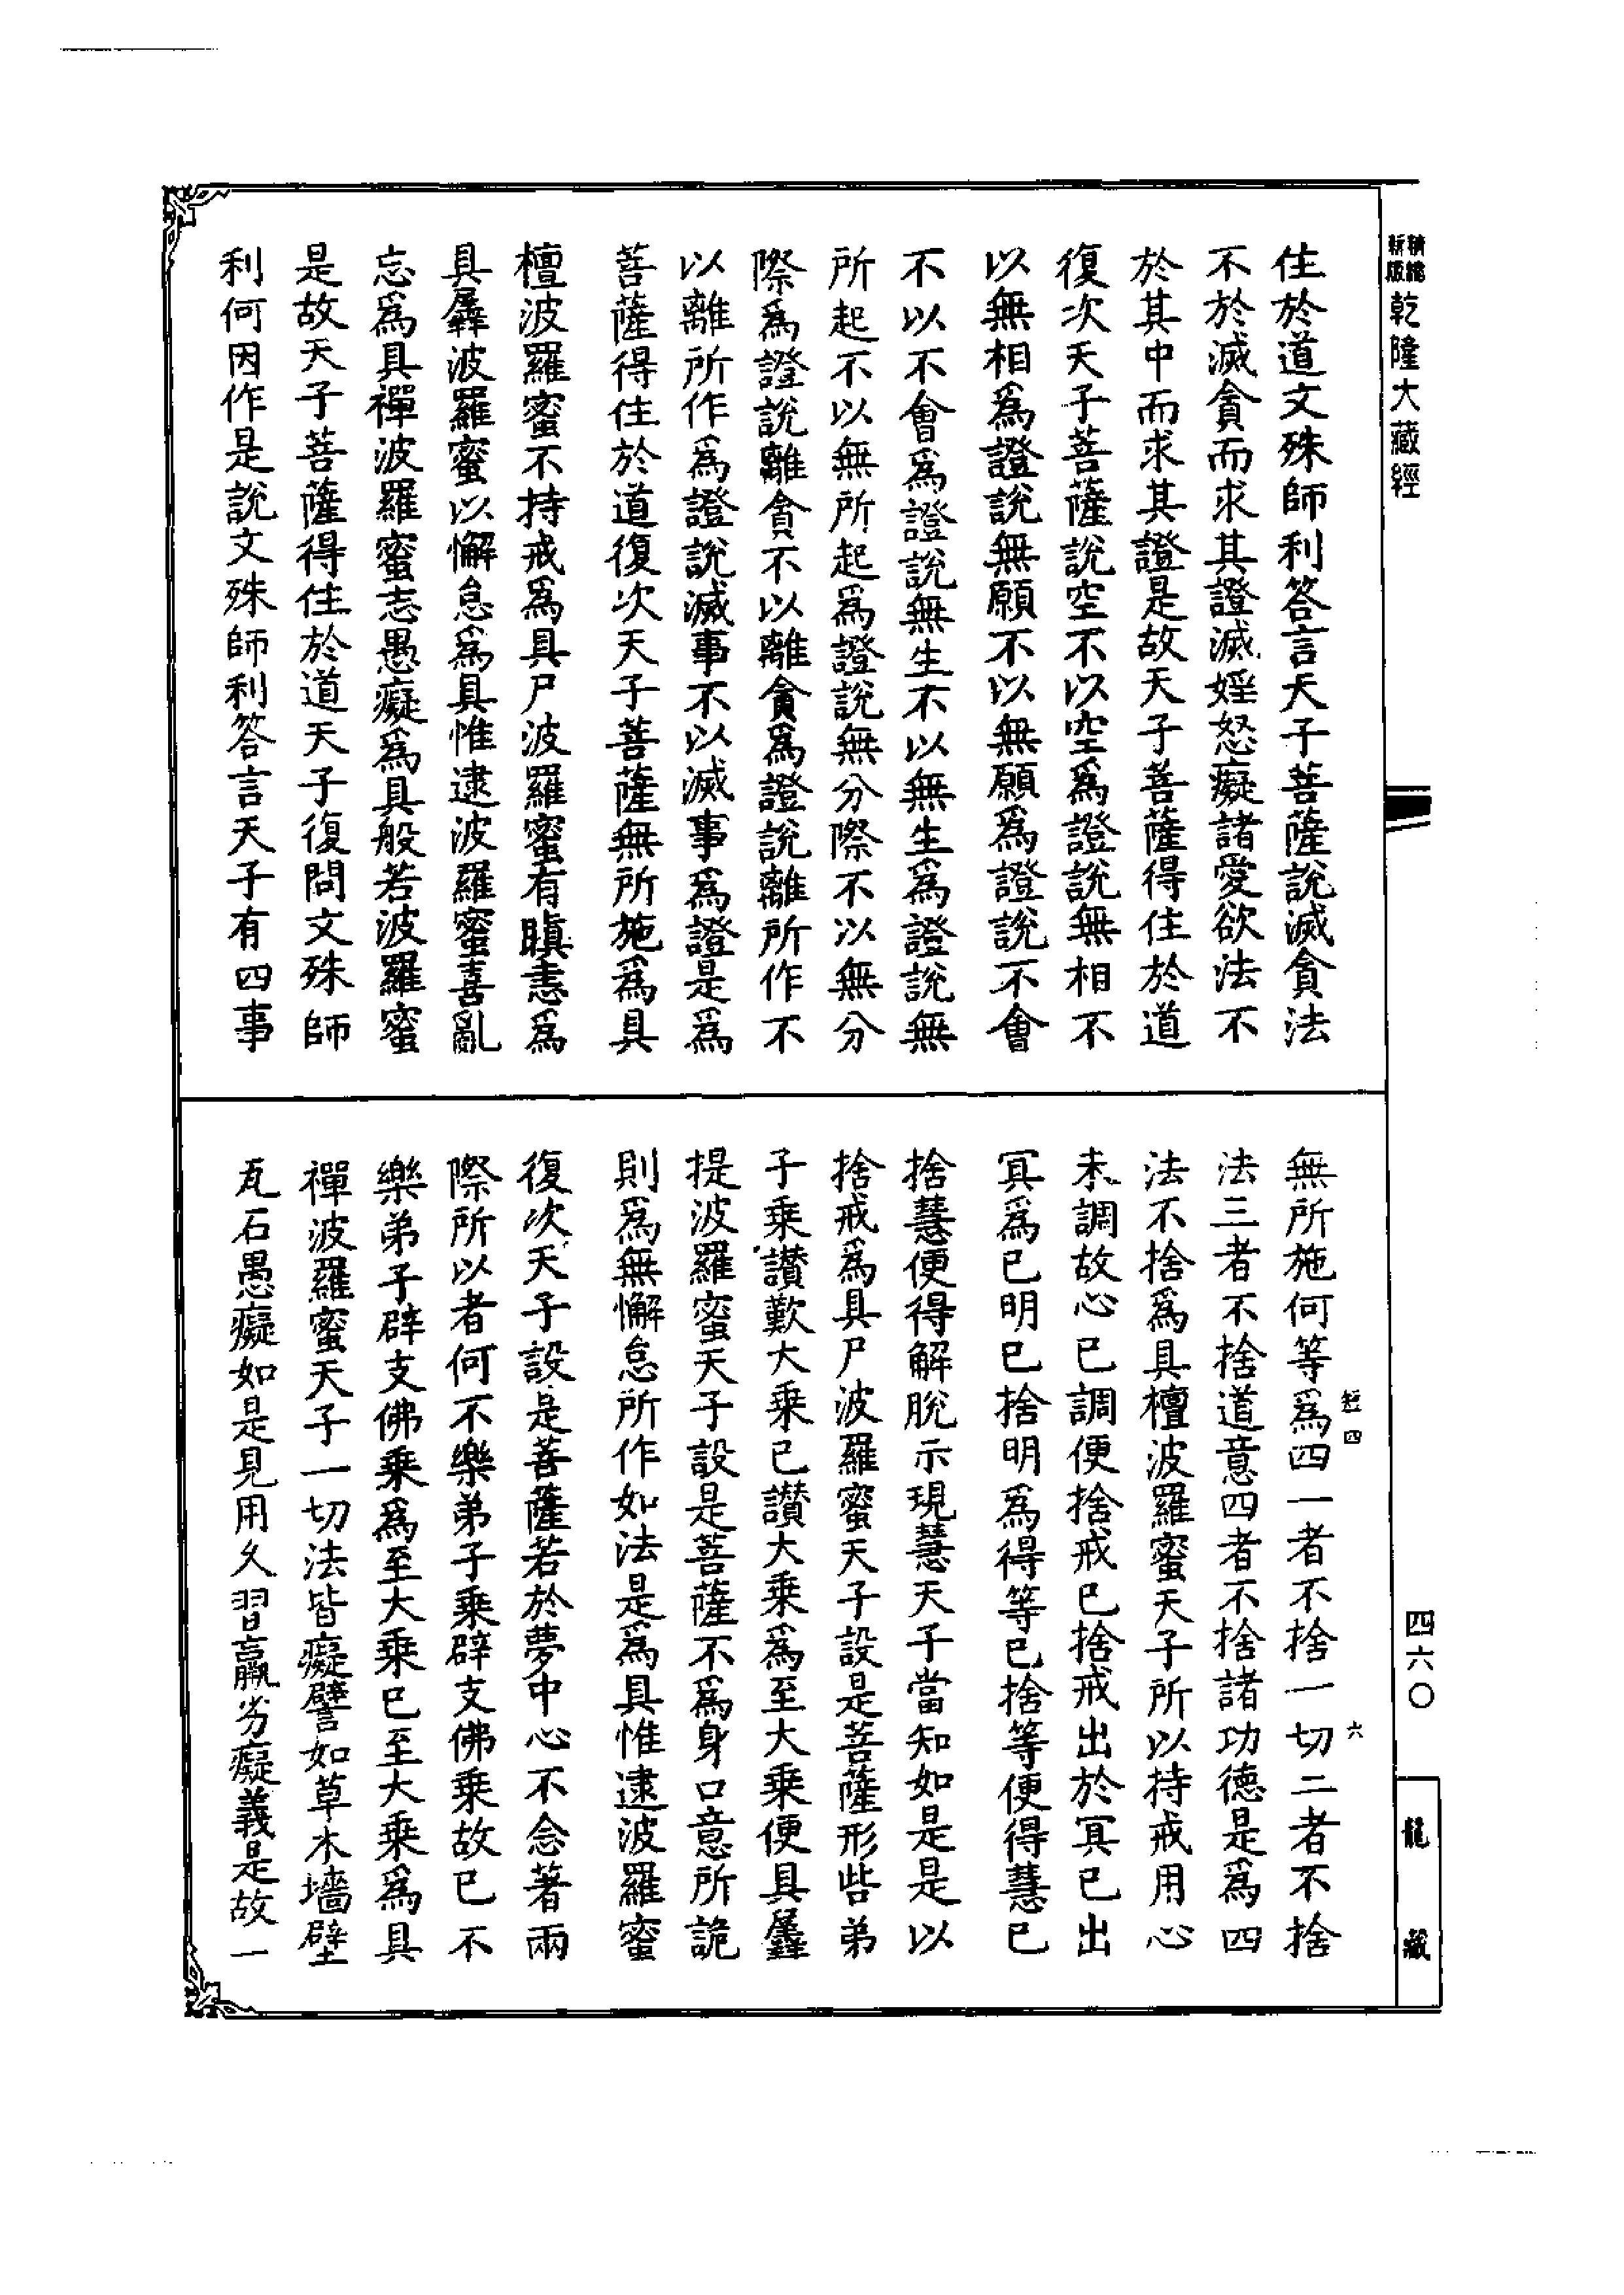 精縮
新版
乾隆大藏經
住於道文殊師利答言天子菩薩說滅貪法
不於滅貪而求其證滅婬怒癡諸愛欲法不
於其中而求其證是故天子菩薩得住於道
復次天子菩薩說空不以空爲證說無相不
以無相爲證說無願不以無願爲證說不會
不以不會爲證說無生不以無生爲證說無
所起不以無所起爲證說無分際不以無分
際爲證說離貪不以離貪爲證說離所作不
以離所作爲證說滅事不以滅事爲證是爲
菩薩得住於道復次天子菩薩無所施爲具
檀波羅蜜不持戒爲具尸波羅蜜有瞋恚爲
具羼波羅蜜以懈怠爲具惟逮波羅蜜喜亂
忘爲具禪波羅蜜志愚癡爲具般若波羅蜜
是故天子菩薩得住於道天子復問文殊師
利何因作是說文殊師利答言天子有四事
無所施何等爲四一者不捨一切二者不捨
法三者不捨道意四者不捨諸功德是爲四
法不捨爲具檀波羅蜜天子所以持戒用心
未調故心已調便捨戒已捨戒出於冥已出
冥爲已明已捨明爲得等已捨等便得慧已
捨慧便得解脫示現慧天子當知如是是以
捨戒爲具尸波羅蜜天子設是菩薩形呰弟
子乘讃歎大乘已讃大乘爲至大乘便具羼
提波羅蜜天子設是菩薩不爲身口意所詭
則爲無懈怠所作如法是爲具惟逮波羅蜜
復次天子設是菩薩若於夢中心不念著兩
際所以者何不樂弟子乘辟支佛乘故已不
樂弟子辟支佛乘爲至大乘已至大乘爲具
禪波羅蜜天子一切法皆癡譬如草木墻壁
瓦石愚癡如是見用久習羸劣癡義是故一
短四
六
四六〇
龍藏